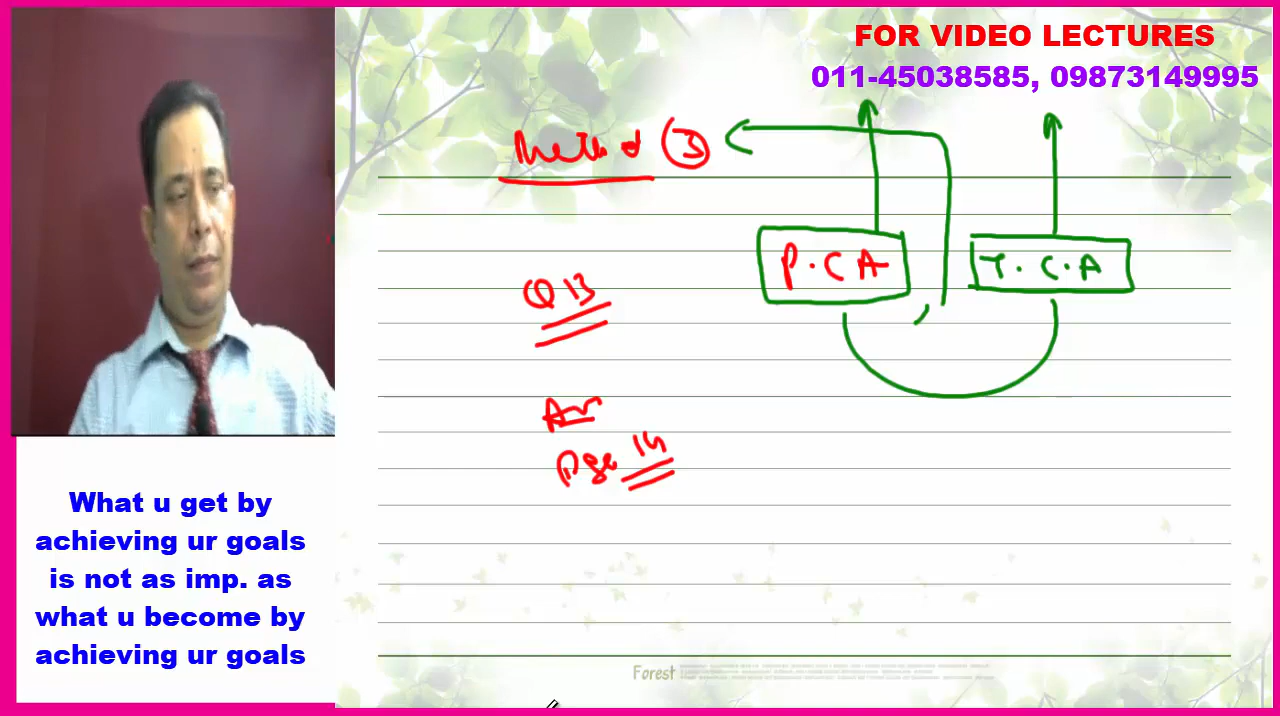 FOR VIDEO LECTURES
011-45038585, 09873149995
Method 3
P.C A
T.C.A
Q 13
An
Page 14
What u get by
achieving ur goals
is not as imp. as
what u become by
achieving ur goals
Forest